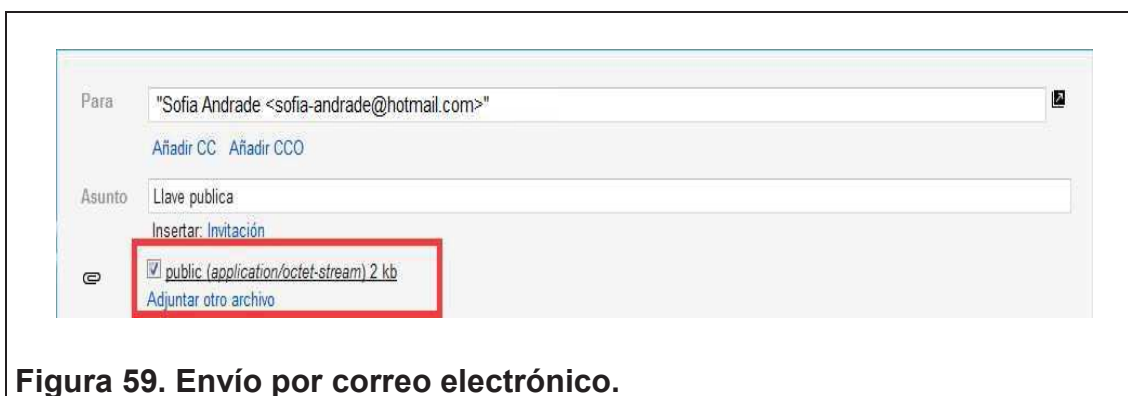 Para "Sofia Andrade <sofia-andrade@hotmail.com>"
Añadir CC Añadir CCO
Asunto Llave publica
Insertar: Invitación
public (application/octet-stream) 2 kb
Adjuntar otro archivo
Figura 59. Envío por correo electrónico.